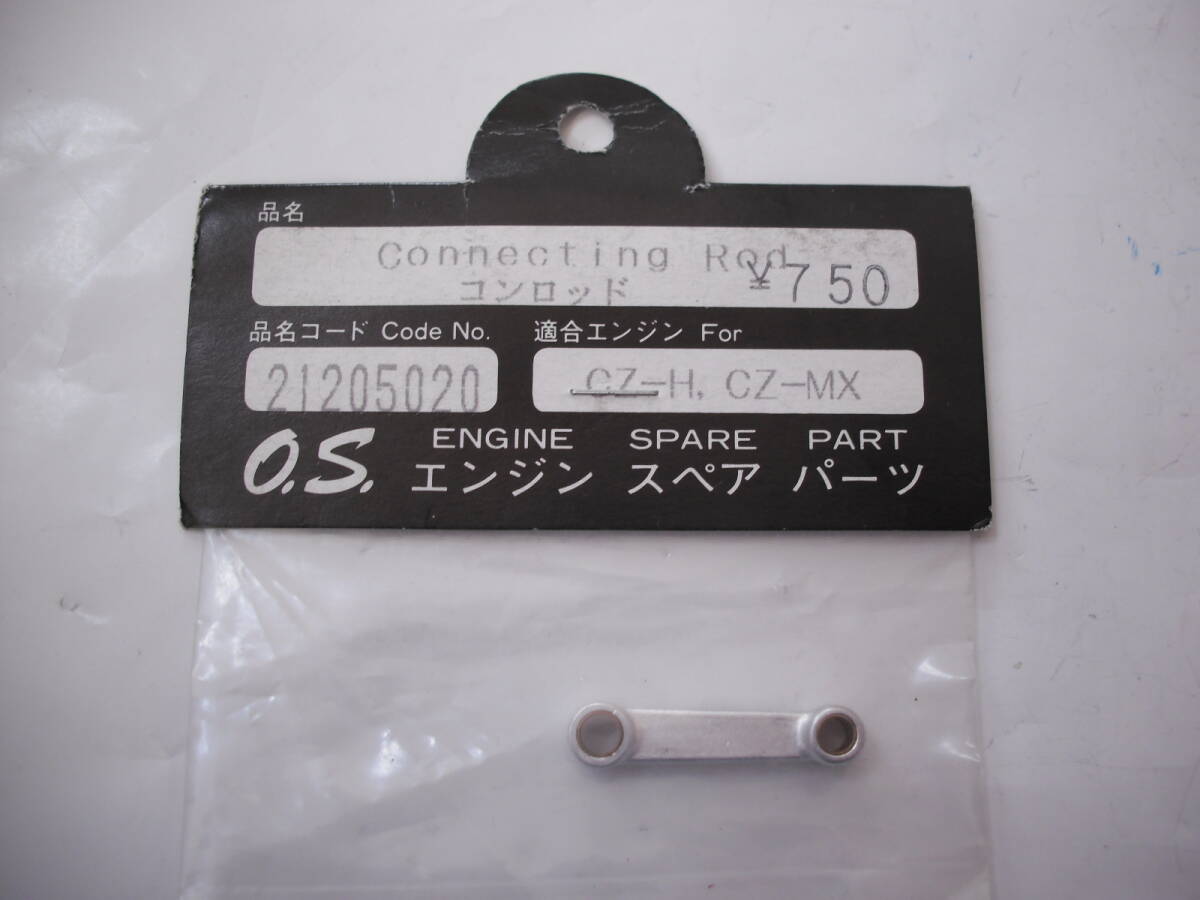 品名
Connecting Rod
コンロッド ¥750
品名コード Code No. 適合エンジン For
21205020 CZ-H, CZ-MX
O.S. ENGINE SPARE PART
エンジン スペア パーツ